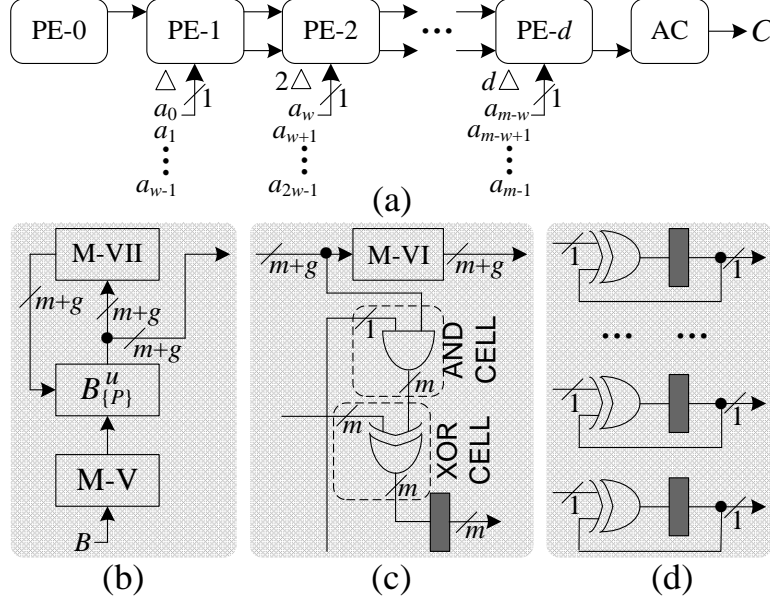 PE-0 PE-1 PE-2 ••• PE-d AC C
△ 1 2△ 1 d△ 1
a0 aw am-w
a1 aw+1 am-w+1
aw-1 a2w-1 am-1
(a)
M-VII
m+g m+g m+g
B{P}u
M-V
B
(b)
m+g M-VI m+g
1
AND CELL
m
m
XOR CELL
m
m
(c)
1 1
••• •••
1 1
1 1
(d)